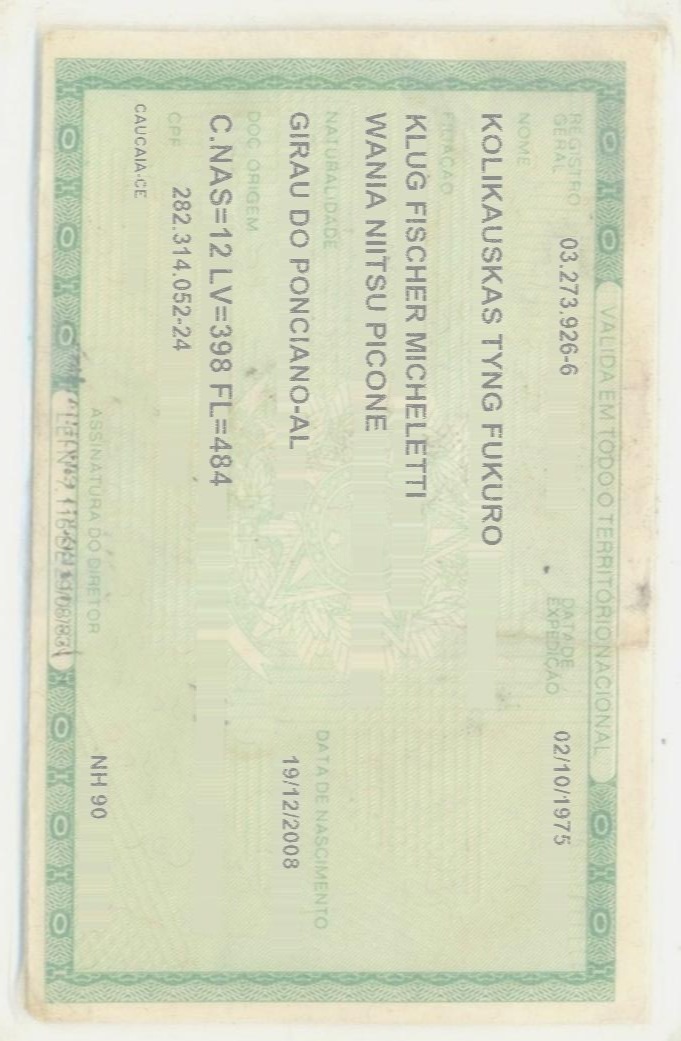 VÁLIDA EM TODO O TERRITÓRIO NACIONAL
REGISTRO GERAL 03.273.926-6 DATA DE EXPEDIÇÃO 02/10/1975
NOME
KOLIKAUSKAS TYNG FUKURO
FILIAÇÃO
KLUG FISCHER MICHELETTI
WANIA NIITSU PICONE
NATURALIDADE DATA DE NASCIMENTO
GIRAU DO PONCIANO-AL 19/12/2008
DOC ORIGEM
C.NAS=12 LV=398 FL=484
CPF 282.314.052-24
CAUCAIA-CE
NH 90
ASSINATURA DO DIRETOR
LEI Nº 7.116 DE 29/08/83